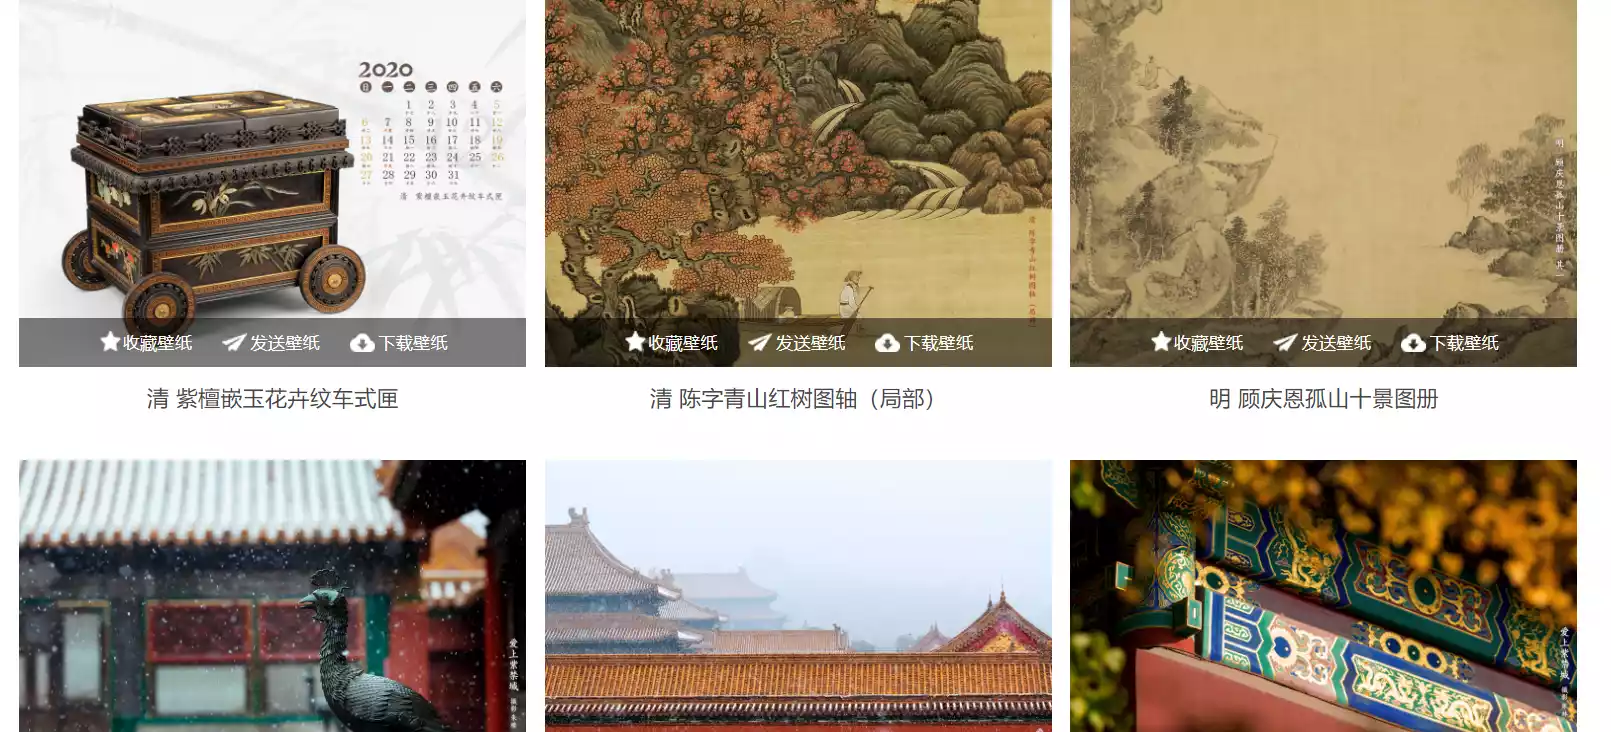 2020
日 一 二 三 四 五 六
1 2 3 4 5
6 7 8 9 10 11 12
13 14 15 16 17 18 19
20 21 22 23 24 25 26
27 28 29 30 31
清 紫檀嵌玉花卉纹车式匣
清 陈字青山红树图轴（局部）
明 顾庆恩孤山十景图册 其一
收藏壁纸 发送壁纸 下载壁纸
收藏壁纸 发送壁纸 下载壁纸
收藏壁纸 发送壁纸 下载壁纸
清 紫檀嵌玉花卉纹车式匣
清 陈字青山红树图轴（局部）
明 顾庆恩孤山十景图册
爱上紫禁城
爱上紫禁城